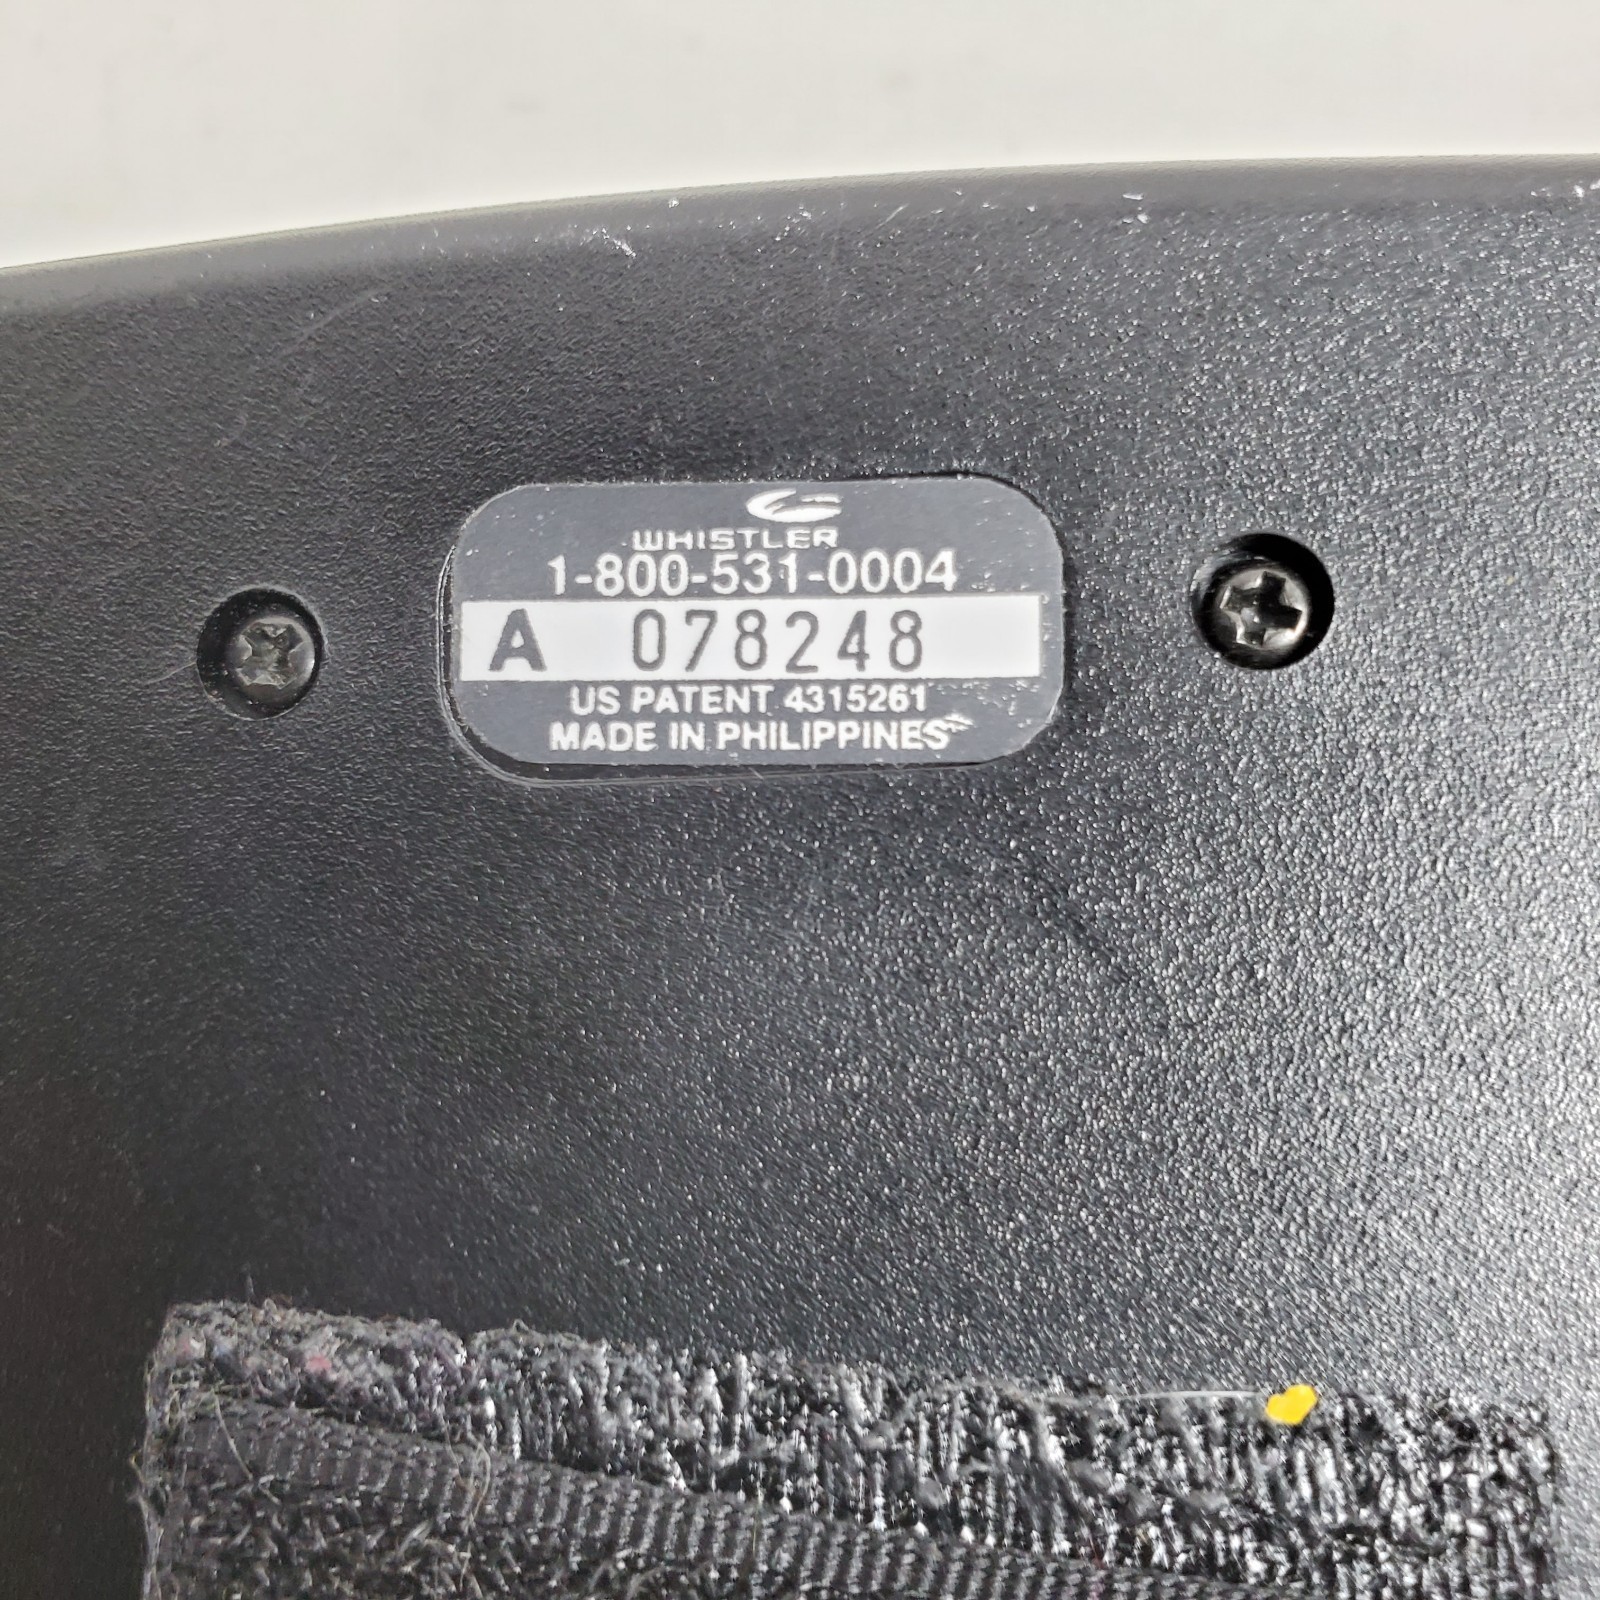 WHISTLER
1-800-531-0004
A 078248
US PATENT 4315261
MADE IN PHILIPPINES